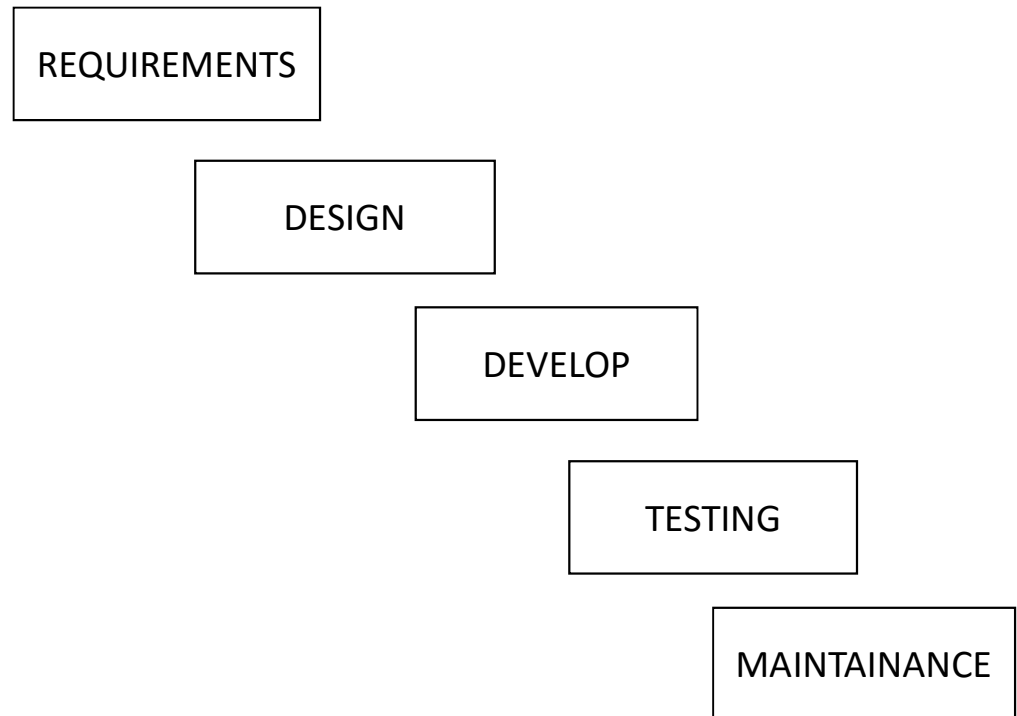 REQUIREMENTS
DESIGN
DEVELOP
TESTING
MAINTAINANCE